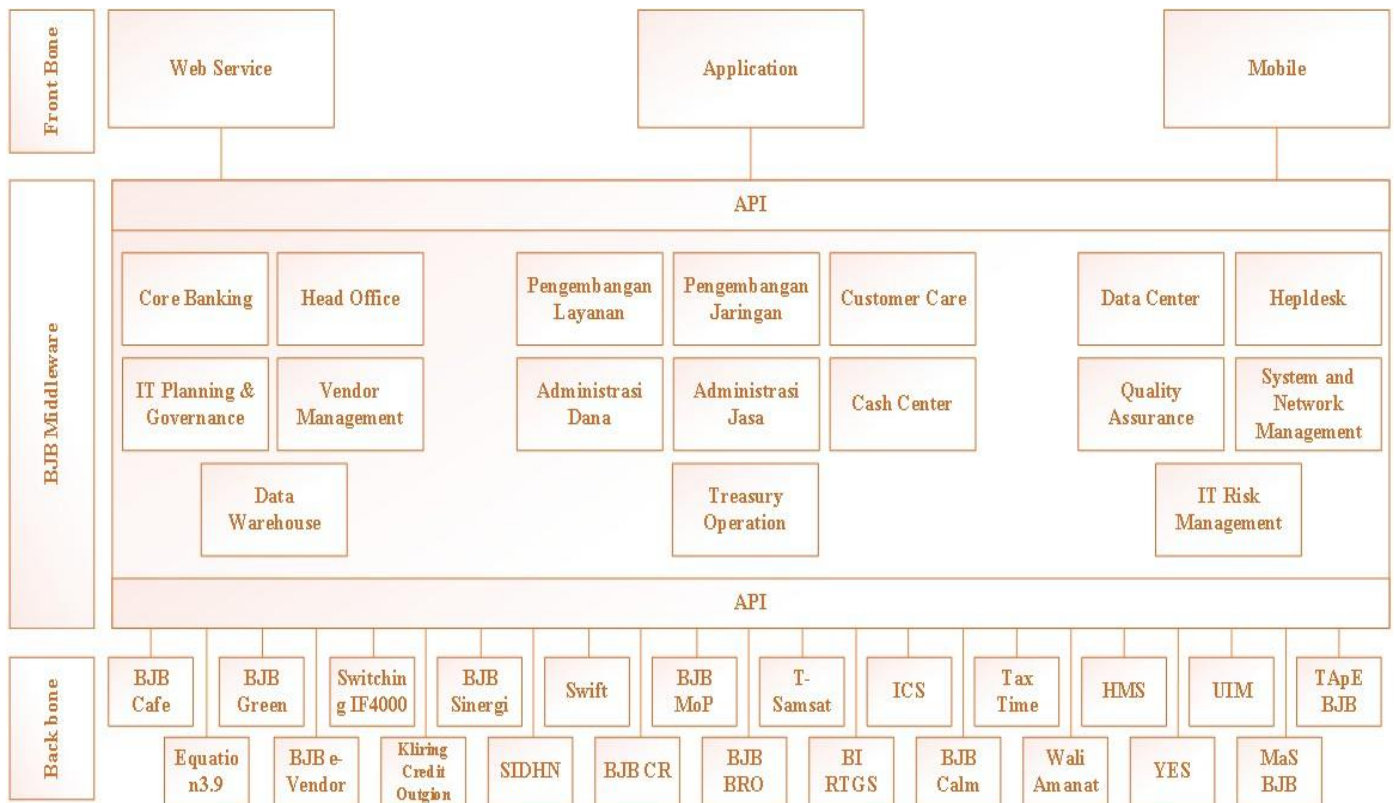 Front Bone
Web Service
Application
Mobile
BJB Middleware
API
Core Banking
Head Office
Pengembangan
Layanan
Pengembangan
Jaringan
Customer Care
Data Center
Hepldesk
IT Planning &
Governance
Vendor
Management
Administrasi
Dana
Administrasi
Jasa
Cash Center
Quality
Assurance
System and
Network
Management
Data
Warehouse
Treasury
Operation
IT Risk
Management
API
Back bone
BJB
Cafe
BJB
Green
Switchin
g IF4000
BJB
Sinergi
Swift
BJB
MoP
T-
Samsat
ICS
Tax
Time
HMS
UIM
TApE
BJB
Equatio
n3.9
BJB e-
Vendor
Kliring
Credit
Outgion
SIDHN
BJB CR
BJB
BRO
BI
RTGS
BJB
Calm
Wali
Amanat
YES
MaS
BJB